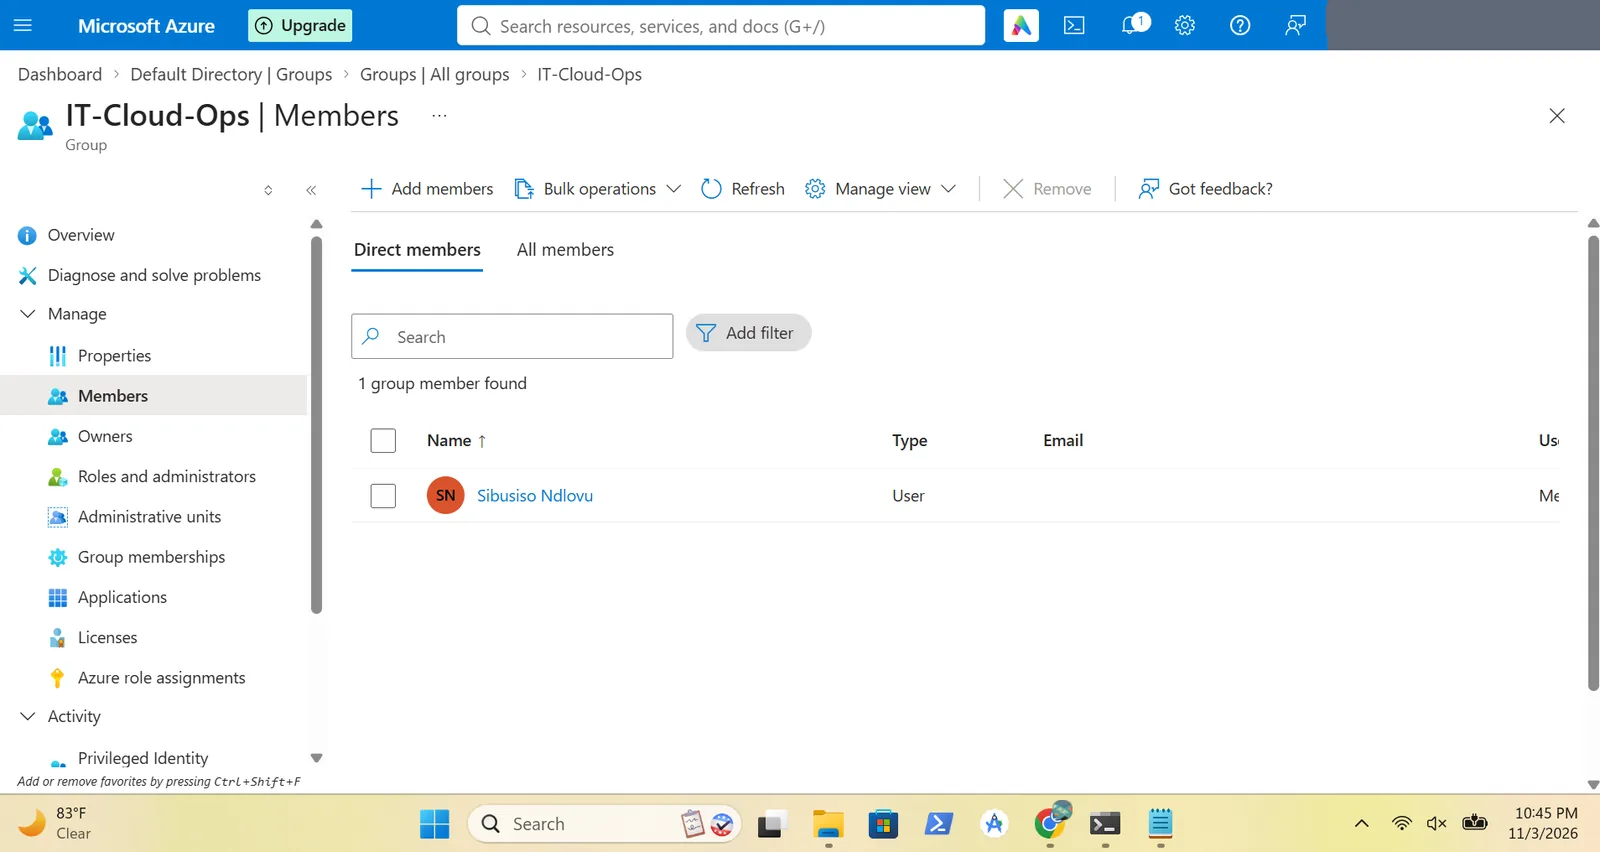 Microsoft Azure
Upgrade
Search resources, services, and docs (G+/)
1
Dashboard > Default Directory | Groups > Groups | All groups > IT-Cloud-Ops
IT-Cloud-Ops | Members ...
Group
Add members
Bulk operations
Refresh
Manage view
Remove
Got feedback?
Overview
Diagnose and solve problems
Manage
Properties
Members
Owners
Roles and administrators
Administrative units
Group memberships
Applications
Licenses
Azure role assignments
Activity
Privileged Identity
Add or remove favorites by pressing Ctrl+Shift+F
Direct members
All members
Search
Add filter
1 group member found
Name ↑ Type Email Us
SN Sibusiso Ndlovu User Me
83°F
Clear
Search
10:45 PM
11/3/2026